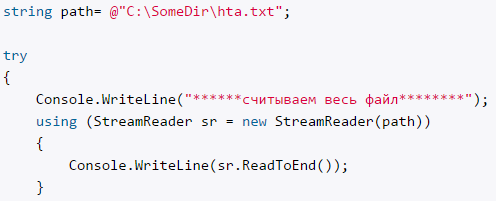 string path= @"C:\SomeDir\hta.txt";
try
{
Console.WriteLine("******считываем весь файл********");
using (StreamReader sr = new StreamReader(path))
{
Console.WriteLine(sr.ReadToEnd());
}